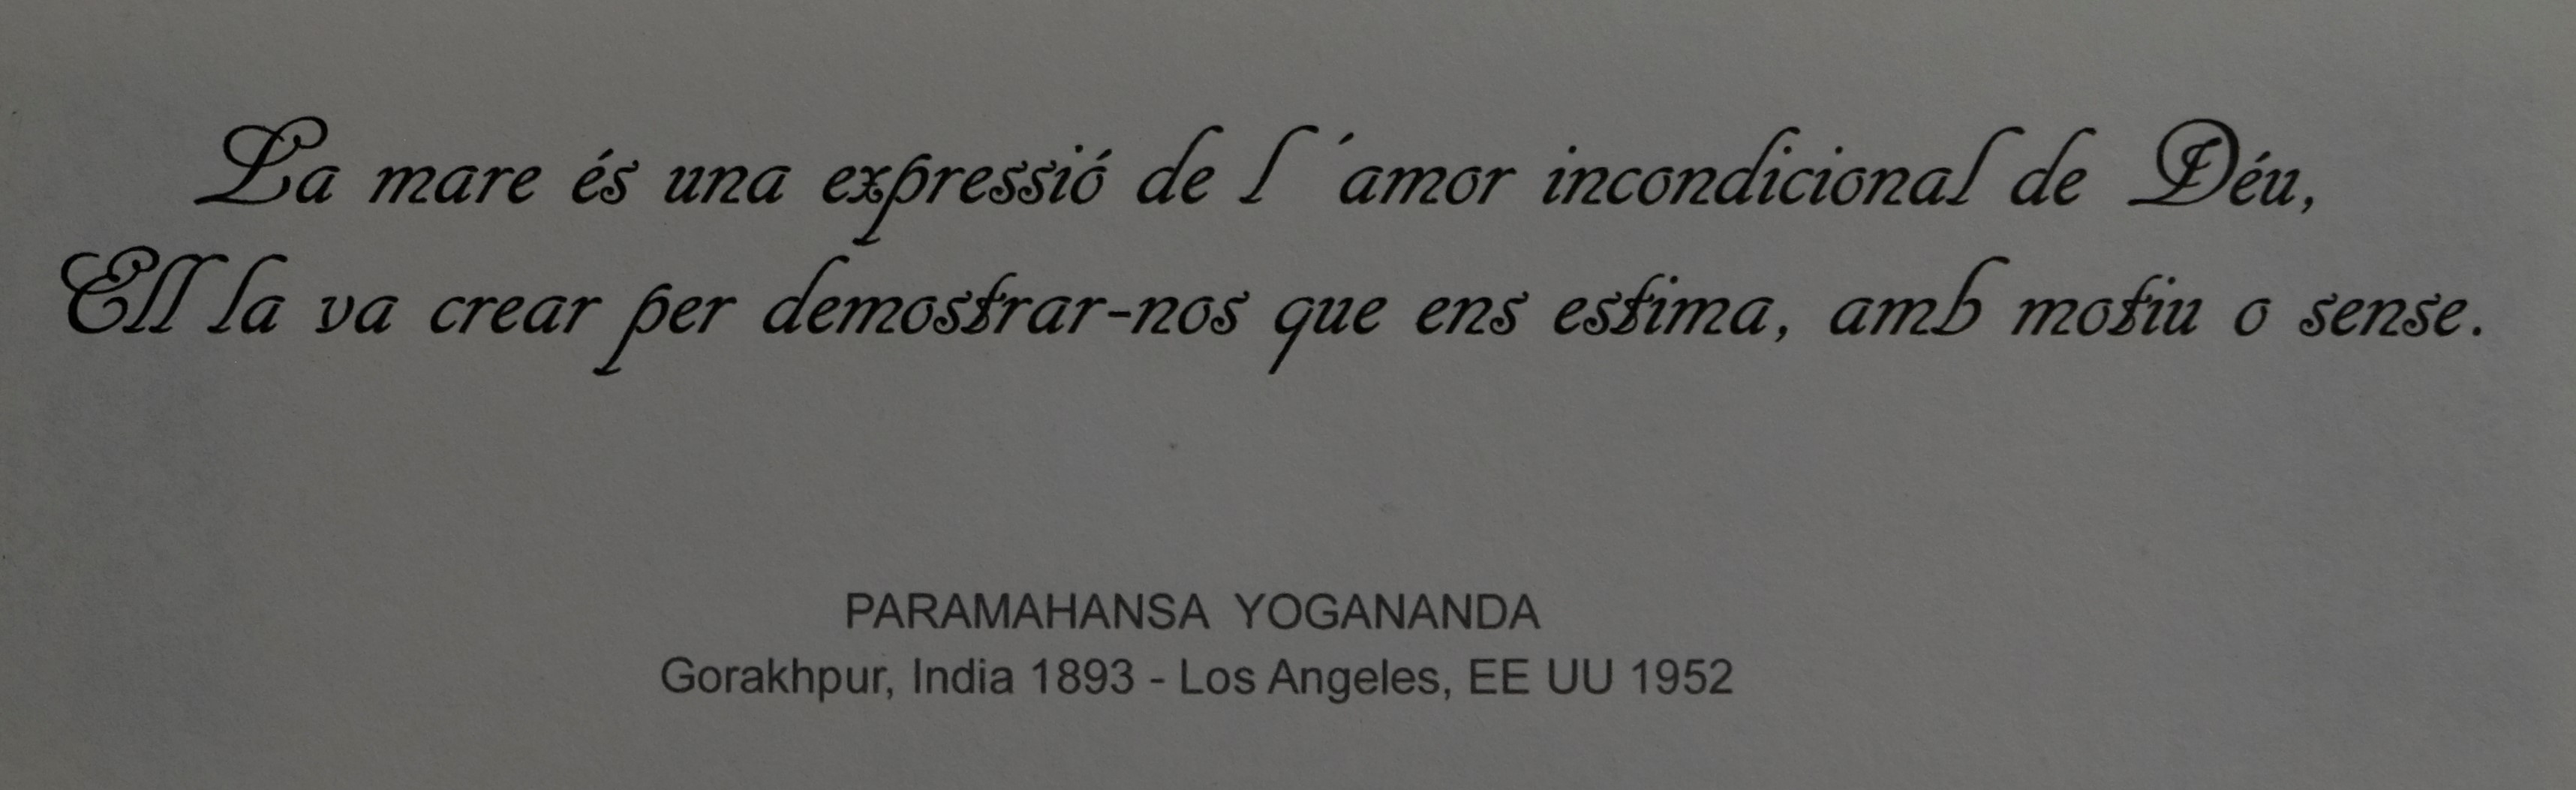 La mare és una expressió de l ´amor incondicional de Déu,
Ell la va crear per demostrar-nos que ens estima, amb motiu o sense.
PARAMAHANSA YOGANANDA
Gorakhpur, India 1893 - Los Angeles, EE UU 1952